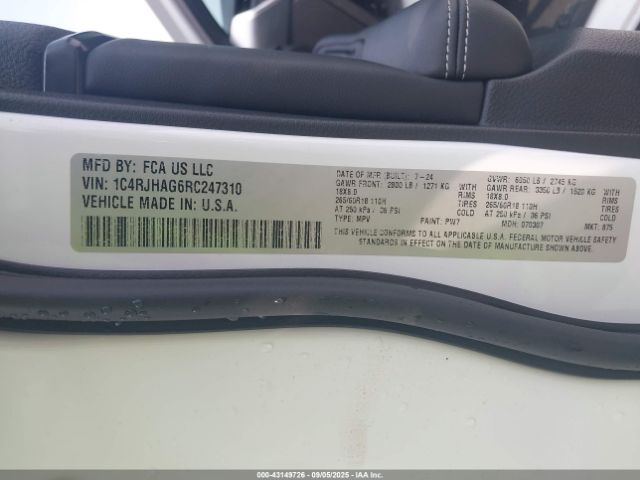 MFD BY: FCA US LLC
VIN: 1C4RJHAG6RC247310
VEHICLE MADE IN: U.S.A.
DATE OF MFR (BUILT): -24 GVWR: 6050 LB / 2745 KG
GAWR FRONT: 2800 LB / 1271 KG GAWR REAR: 3350 LB / 1520 KG
18X8.0 RIMS 18X8.0 RIMS
265/60R18 110H TIRES 265/60R18 110H TIRES
AT 250 kPa / 36 PSI COLD AT 250 kPa / 36 PSI COLD
TYPE: MPV PAINT: PW7 MDH: 070307 MKT: 875
THIS VEHICLE CONFORMS TO ALL APPLICABLE U.S.A. FEDERAL MOTOR VEHICLE SAFETY
STANDARDS IN EFFECT ON THE DATE OF MANUFACTURE SHOWN ABOVE.
000-43149726 - 09/05/2025 - Copart, Inc.